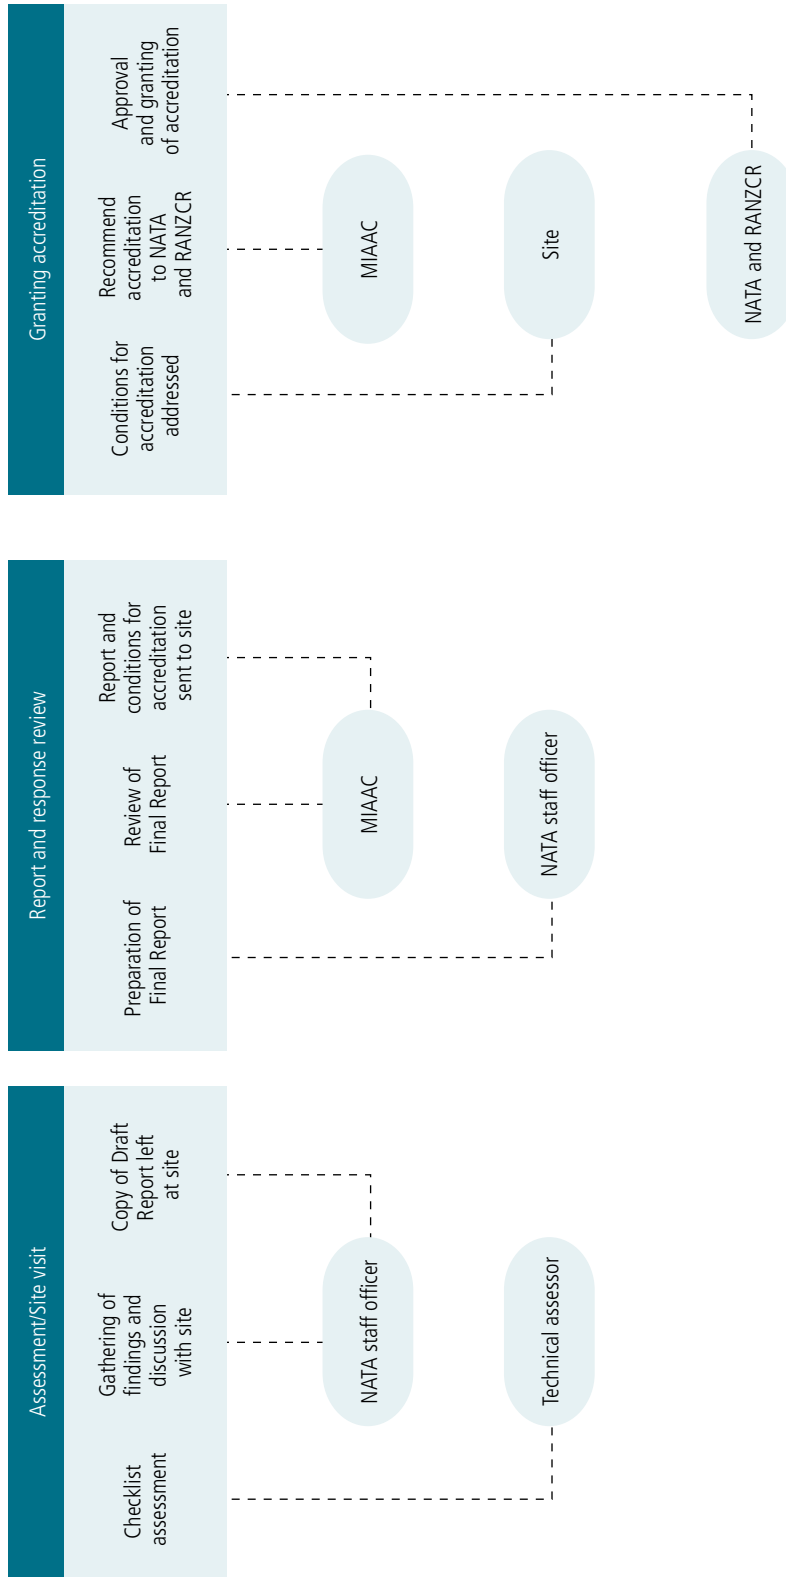 Assessment/Site visit
Checklist
assessment
Gathering of
findings and
discussion
with site
Copy of Draft
Report left
at site
NATA staff officer
Technical assessor
Report and response review
Preparation of
Final Report
Review of
Final Report
Report and
conditions for
accreditation
sent to site
MIAAC
NATA staff officer
Granting accreditation
Conditions for
accreditation
addressed
Recommend
accreditation
to NATA
and RANZCR
Approval
and granting
of accreditation
MIAAC
Site
NATA and RANZCR